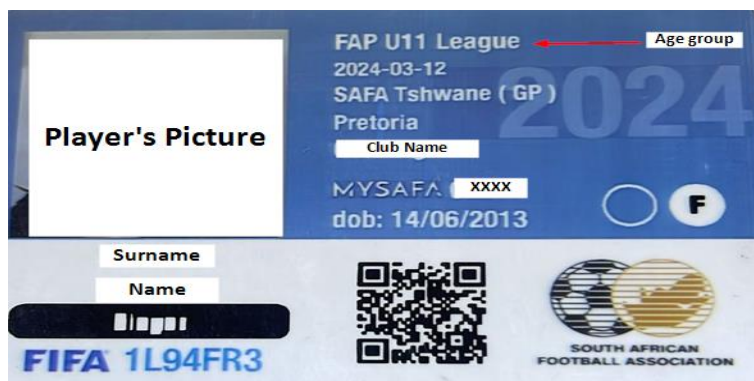 FAP U11 League
Age group
2024-03-12
SAFA Tshwane ( GP )
2024
Pretoria
Player's Picture
Club Name
MYSAFA
XXXX
F
dob: 14/06/2013
Surname
Name
FIFA 1L94FR3
SOUTH AFRICAN
FOOTBALL ASSOCIATION